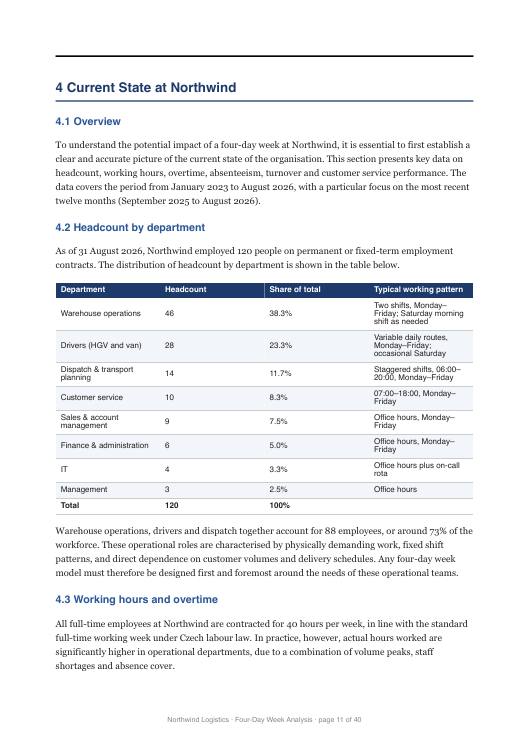 4 Current State at Northwind
4.1 Overview
To understand the potential impact of a four-day week at Northwind, it is essential to first establish a
clear and accurate picture of the current state of the organisation. This section presents key data on
headcount, working hours, overtime, absenteeism, turnover and customer service performance. The
data covers the period from January 2023 to August 2026, with a particular focus on the most recent
twelve months (September 2025 to August 2026).
4.2 Headcount by department
As of 31 August 2026, Northwind employed 120 people on permanent or fixed-term employment
contracts. The distribution of headcount by department is shown in the table below.
Department Headcount Share of total Typical working pattern
Warehouse operations 46 38.3% Two shifts, Monday–
Friday; Saturday morning
shift as needed
Drivers (HGV and van) 28 23.3% Variable daily routes,
Monday–Friday;
occasional Saturday
Dispatch & transport
planning 14 11.7% Staggered shifts, 06:00–
20:00, Monday–Friday
Customer service 10 8.3% 07:00–18:00, Monday–
Friday
Sales & account
management 9 7.5% Office hours, Monday–
Friday
Finance & administration 6 5.0% Office hours, Monday–
Friday
IT 4 3.3% Office hours plus on-call
rota
Management 3 2.5% Office hours
Total 120 100%
Warehouse operations, drivers and dispatch together account for 88 employees, or around 73% of the
workforce. These operational roles are characterised by physically demanding work, fixed shift
patterns, and direct dependence on customer volumes and delivery schedules. Any four-day week
model must therefore be designed first and foremost around the needs of these operational teams.
4.3 Working hours and overtime
All full-time employees at Northwind are contracted for 40 hours per week, in line with the standard
full-time working week under Czech labour law. In practice, however, actual hours worked are
significantly higher in operational departments, due to a combination of volume peaks, staff
shortages and absence cover.
Northwind Logistics · Four-Day Week Analysis · page 11 of 40